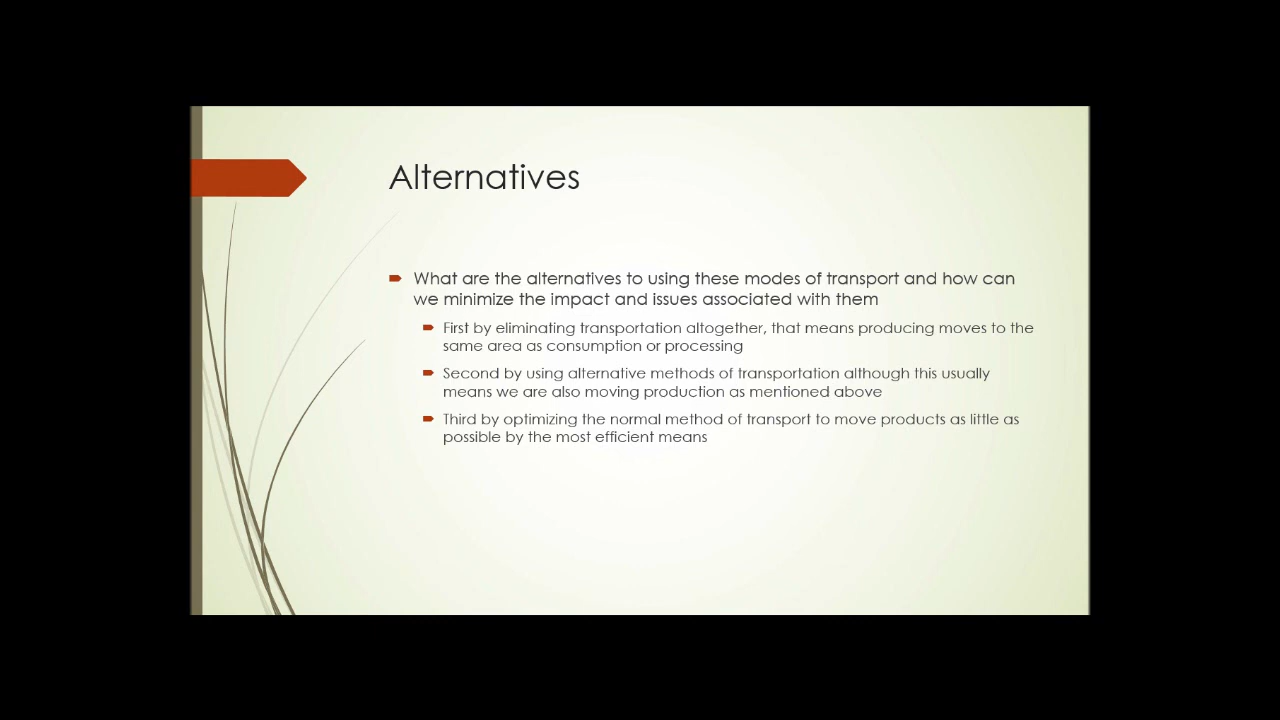 Alternatives
What are the alternatives to using these modes of transport and how can
we minimize the impact and issues associated with them
First by eliminating transportation altogether, that means producing moves to the
same area as consumption or processing
Second by using alternative methods of transportation although this usually
means we are also moving production as mentioned above
Third by optimizing the normal method of transport to move products as little as
possible by the most efficient means